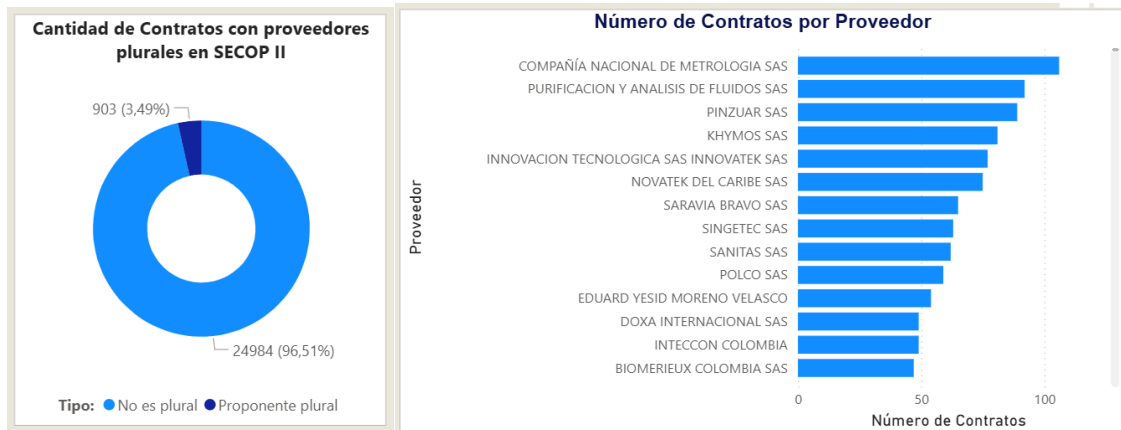 Cantidad de Contratos con proveedores
plurales en SECOP II
903 (3,49%)
24984 (96,51%)
Tipo: No es plural Proponente plural
Número de Contratos por Proveedor
Proveedor
COMPAÑÍA NACIONAL DE METROLOGIA SAS
PURIFICACION Y ANALISIS DE FLUIDOS SAS
PINZUAR SAS
KHYMOS SAS
INNOVACION TECNOLOGICA SAS INNOVATEK SAS
NOVATEK DEL CARIBE SAS
SARAVIA BRAVO SAS
SINGETEC SAS
SANITAS SAS
POLCO SAS
EDUARD YESID MORENO VELASCO
DOXA INTERNACIONAL SAS
INTECCON COLOMBIA
BIOMERIEUX COLOMBIA SAS
0 50 100
Número de Contratos